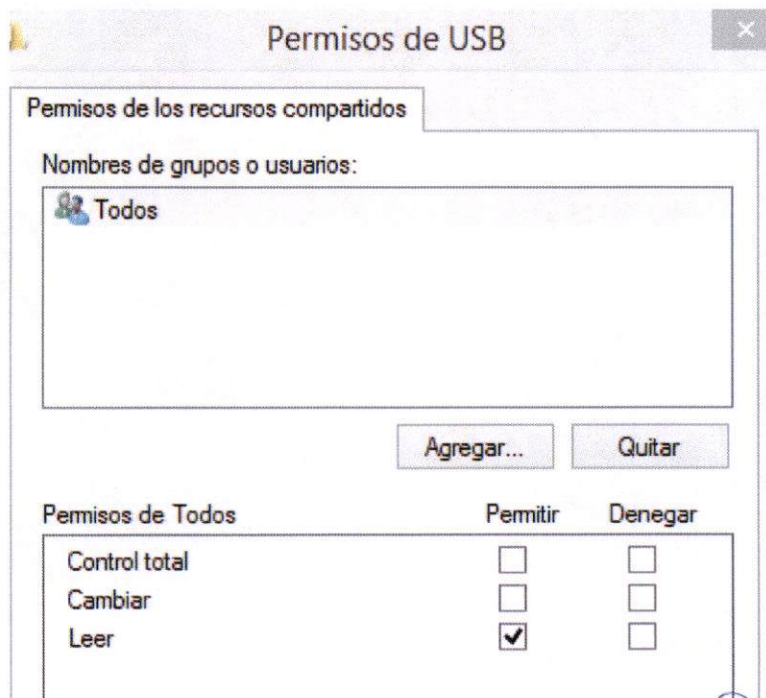 Permisos de USB
Permisos de los recursos compartidos
Nombres de grupos o usuarios:
Todos
Agregar... Quitar
Permisos de Todos Permitir Denegar
Control total
Cambiar
Leer